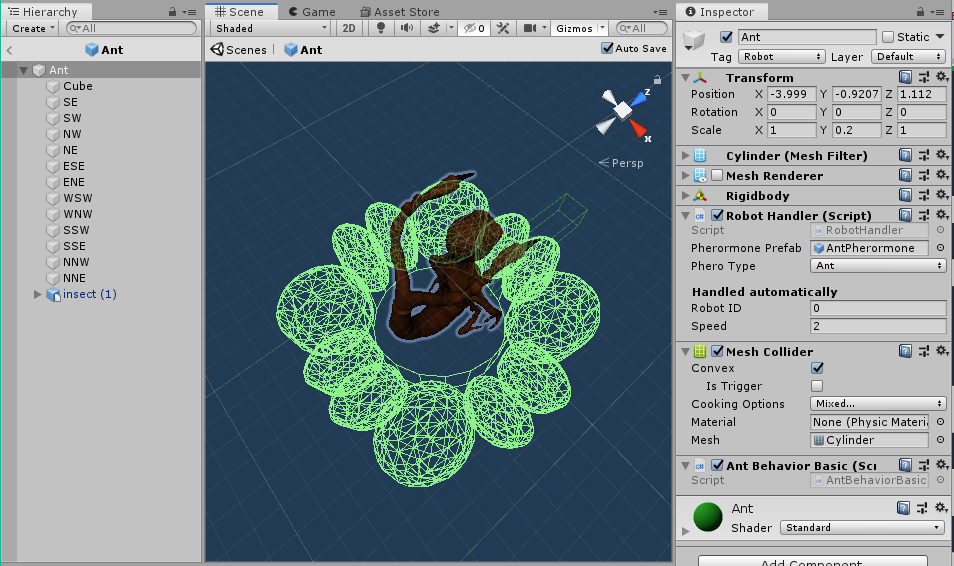 Hierarchy
Create
All
Ant
Ant
Cube
SE
SW
NW
NE
ESE
ENE
WSW
WNW
SSW
SSE
NNW
NNE
insect (1)
Scene Game Asset Store
Shaded 2D 0 Gizmos All
Scenes Ant Auto Save
z
x
Persp
Inspector
Ant Static
Tag Robot Layer Default
Transform
Position X -3.999 Y -0.9207 Z 1.112
Rotation X 0 Y 0 Z 0
Scale X 1 Y 0.2 Z 1
Cylinder (Mesh Filter)
Mesh Renderer
Rigidbody
Robot Handler (Script)
Script RobotHandler
Pherormone Prefab AntPherormone
Phero Type Ant
Handled automatically
Robot ID 0
Speed 2
Mesh Collider
Convex
Is Trigger
Cooking Options Mixed...
Material None (Physic Materi
Mesh Cylinder
Ant Behavior Basic (Scr
Script AntBehaviorBasic
Ant
Shader Standard
Add Component